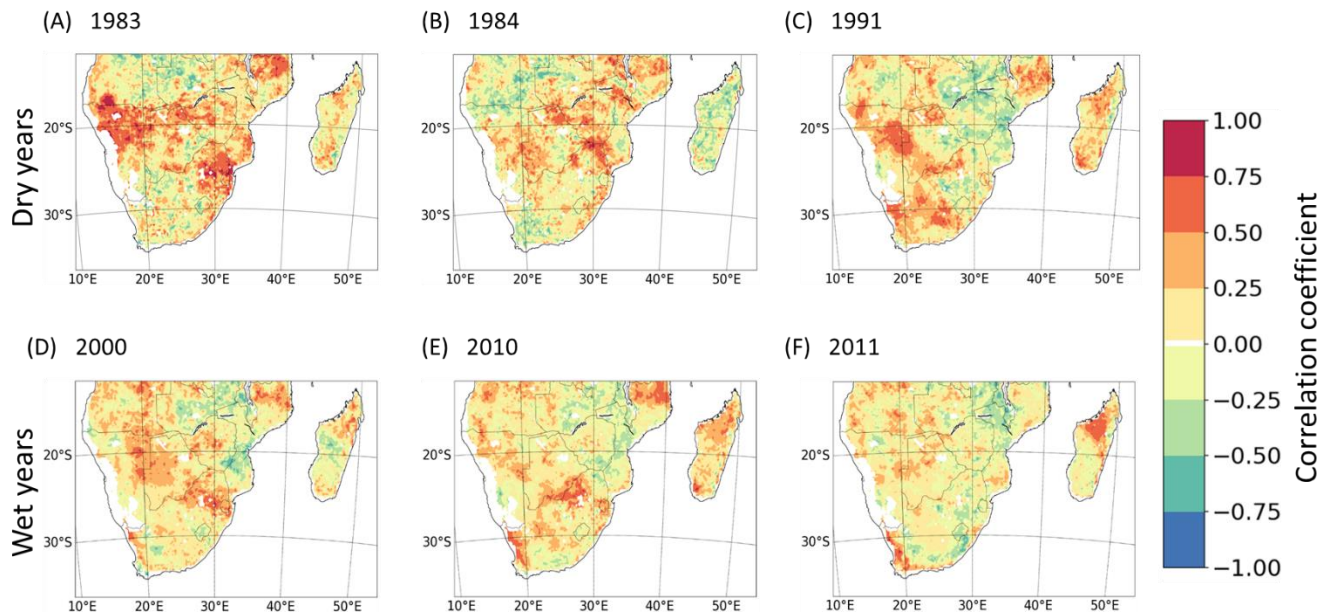 (A) 1983
(B) 1984
(C) 1991
Dry years
20°S
30°S
10°E 20°E 30°E 40°E 50°E
20°S
30°S
10°E 20°E 30°E 40°E 50°E
20°S
30°S
10°E 20°E 30°E 40°E 50°E
(D) 2000
(E) 2010
(F) 2011
Wet years
20°S
30°S
10°E 20°E 30°E 40°E 50°E
20°S
30°S
10°E 20°E 30°E 40°E 50°E
20°S
30°S
10°E 20°E 30°E 40°E 50°E
1.00
0.75
0.50
0.25
0.00
−0.25
−0.50
−0.75
−1.00
Correlation coefficient